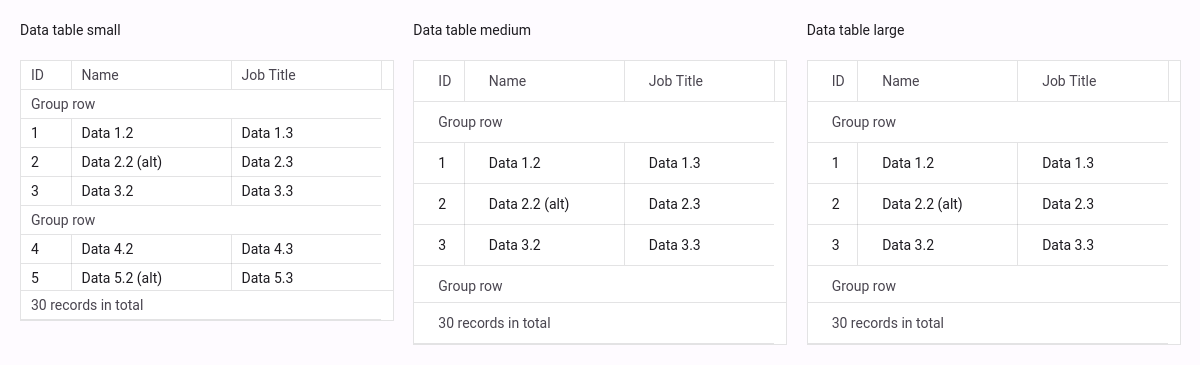 Data table small
ID Name Job Title
Group row
1 Data 1.2 Data 1.3
2 Data 2.2 (alt) Data 2.3
3 Data 3.2 Data 3.3
Group row
4 Data 4.2 Data 4.3
5 Data 5.2 (alt) Data 5.3
30 records in total
Data table medium
ID Name Job Title
Group row
1 Data 1.2 Data 1.3
2 Data 2.2 (alt) Data 2.3
3 Data 3.2 Data 3.3
Group row
30 records in total
Data table large
ID Name Job Title
Group row
1 Data 1.2 Data 1.3
2 Data 2.2 (alt) Data 2.3
3 Data 3.2 Data 3.3
Group row
30 records in total